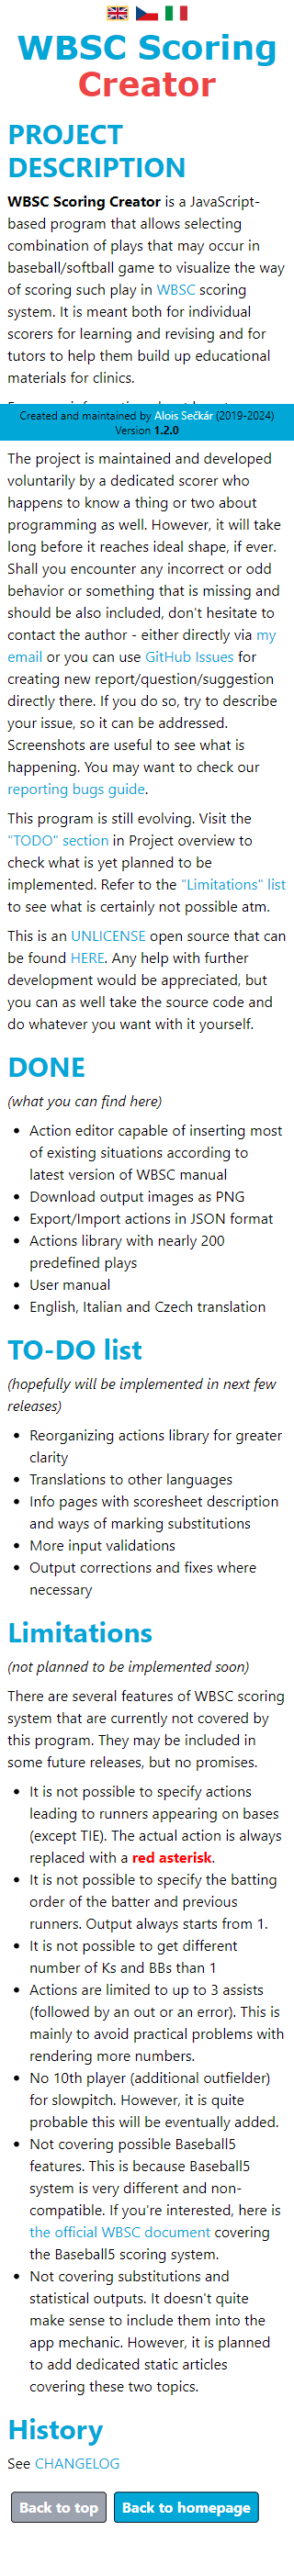 WBSC Scoring
Creator
PROJECT
DESCRIPTION
WBSC Scoring Creator is a JavaScript-
based program that allows selecting
combination of plays that may occur in
baseball/softball game to visualize the way
of scoring such play in WBSC scoring
system. It is meant both for individual
scorers for learning and revising and for
tutors to help them build up educational
materials for clinics.
Created and maintained by Alois Sečkár (2019-2024)
Version 1.2.0
The project is maintained and developed
voluntarily by a dedicated scorer who
happens to know a thing or two about
programming as well. However, it will take
long before it reaches ideal shape, if ever.
Shall you encounter any incorrect or odd
behavior or something that is missing and
should be also included, don't hesitate to
contact the author - either directly via my
email or you can use GitHub Issues for
creating new report/question/suggestion
directly there. If you do so, try to describe
your issue, so it can be addressed.
Screenshots are useful to see what is
happening. You may want to check our
reporting bugs guide.
This program is still evolving. Visit the
"TODO" section in Project overview to
check what is yet planned to be
implemented. Refer to the "Limitations" list
to see what is certainly not possible atm.
This is an UNLICENSE open source that can
be found HERE. Any help with further
development would be appreciated, but
you can as well take the source code and
do whatever you want with it yourself.
DONE
(what you can find here)
• Action editor capable of inserting most
of existing situations according to
latest version of WBSC manual
• Download output images as PNG
• Export/Import actions in JSON format
• Actions library with nearly 200
predefined plays
• User manual
• English, Italian and Czech translation
TO-DO list
(hopefully will be implemented in next few
releases)
• Reorganizing actions library for greater
clarity
• Translations to other languages
• Info pages with scoresheet description
and ways of marking substitutions
• More input validations
• Output corrections and fixes where
necessary
Limitations
(not planned to be implemented soon)
There are several features of WBSC scoring
system that are currently not covered by
this program. They may be included in
some future releases, but no promises.
• It is not possible to specify actions
leading to runners appearing on bases
(except TIE). The actual action is always
replaced with a red asterisk.
• It is not possible to specify the batting
order of the batter and previous
runners. Output always starts from 1.
• It is not possible to get different
number of Ks and BBs than 1
• Actions are limited to up to 3 assists
(followed by an out or an error). This is
mainly to avoid practical problems with
rendering more numbers.
• No 10th player (additional outfielder)
for slowpitch. However, it is quite
probable this will be eventually added.
• Not covering possible Baseball5
features. This is because Baseball5
system is very different and non-
compatible. If you're interested, here is
the official WBSC document covering
the Baseball5 scoring system.
• Not covering substitutions and
statistical outputs. It doesn't quite
make sense to include them into the
app mechanic. However, it is planned
to add dedicated static articles
covering these two topics.
History
See CHANGELOG
Back to top Back to homepage